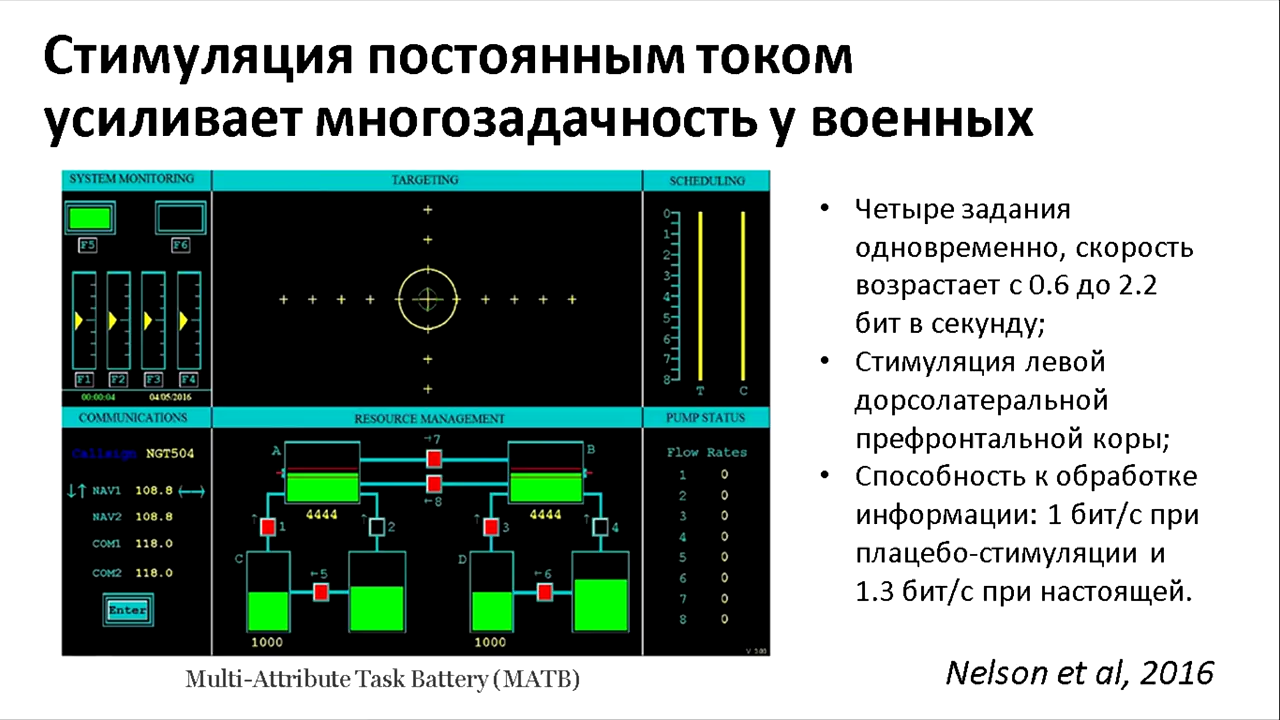 Стимуляция постоянным током
усиливает многозадачность у военных
SYSTEM MONITORING
TARGETING
SCHEDULING
F5
F6
F1 F2 F3 F4
00:00:04 04/05/2016
0
1
2
3
4
5
6
7
8
T C
COMMUNICATIONS
RESOURCE MANAGEMENT
PUMP STATUS
Callsign NGT504
↓↑ NAV1 108.8 ←→
NAV2 108.8
COM1 118.0
COM2 118.0
Enter
A
→7
B
←8
4444
4444
↑ 1
↑ 2
↑ 3
↑ 4
C
←5
D
←6
1000
1000
Flow Rates
1 0
2 0
3 0
4 0
5 0
6 0
7 0
8 0
Multi-Attribute Task Battery (MATB)
• Четыре задания
одновременно, скорость
возрастает с 0.6 до 2.2
бит в секунду;
• Стимуляция левой
дорсолатеральной
префронтальной коры;
• Способность к обработке
информации: 1 бит/с при
плацебо-стимуляции и
1.3 бит/с при настоящей.
Nelson et al, 2016